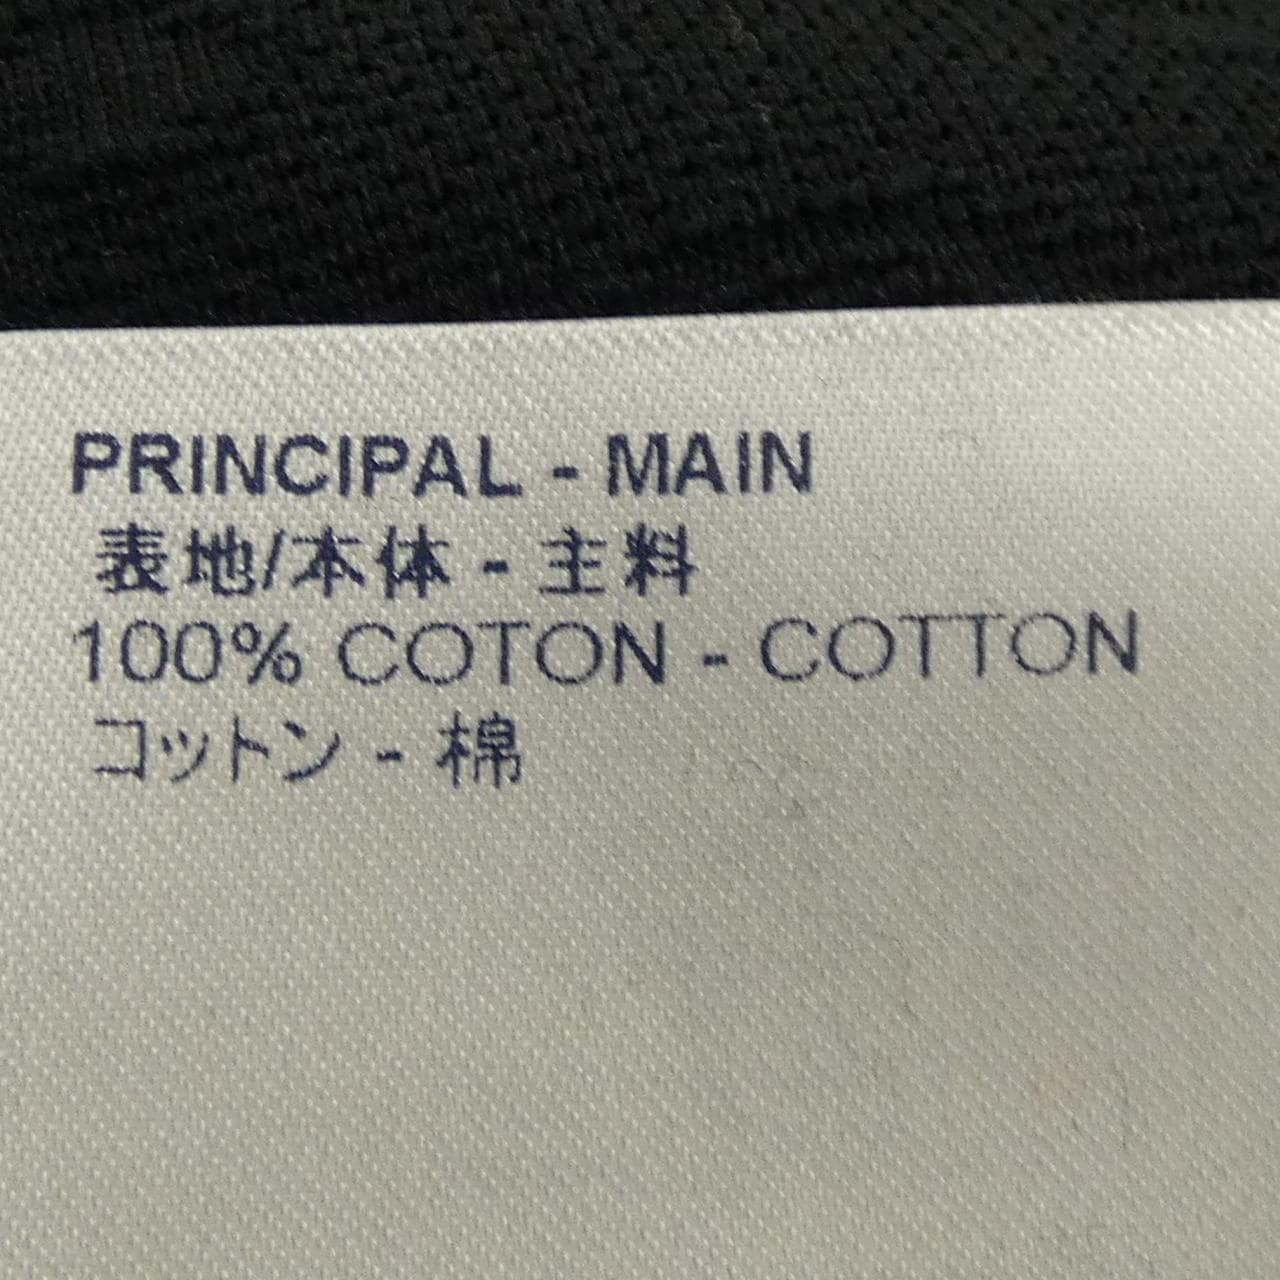 PRINCIPAL - MAIN
表地/本体 - 主料
100% COTON - COTTON
コットン - 棉